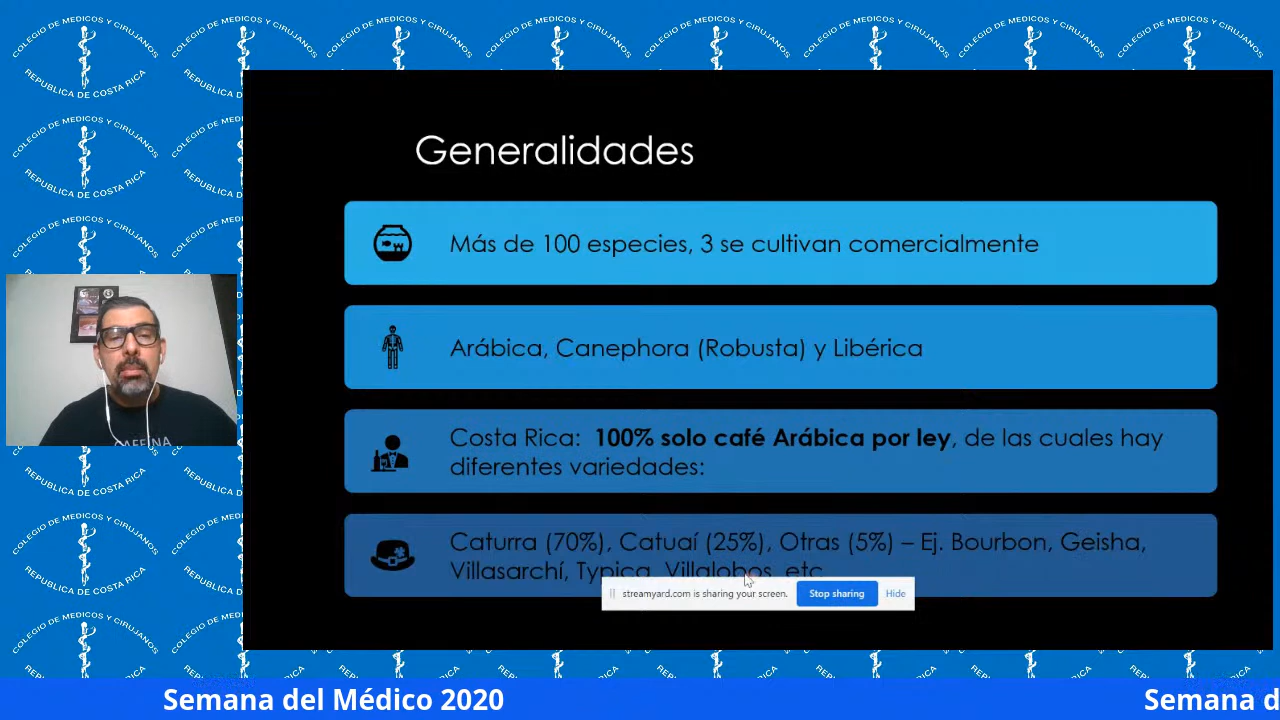 COLEGIO DE MEDICOS Y CIRUJANOS
REPUBLICA DE COSTA RICA
Generalidades
Más de 100 especies, 3 se cultivan comercialmente
Arábica, Canephora (Robusta) y Libérica
Costa Rica: 100% solo café Arábica por ley, de las cuales hay
diferentes variedades:
Caturra (70%), Catuaí (25%), Otras (5%) – Ej. Bourbon, Geisha,
Villasarchí, Typica, Villalobos, etc.
streamyard.com is sharing your screen.
Stop sharing
Hide
CAFEINA
Semana del Médico 2020
Semana d